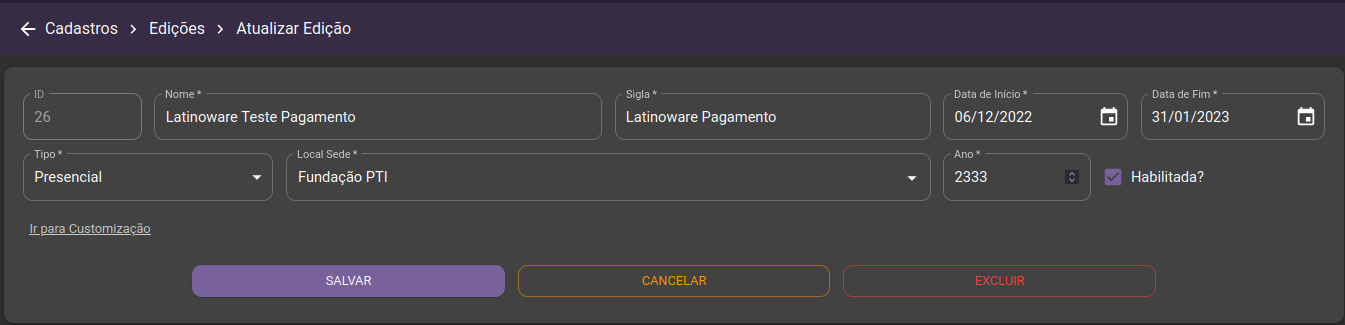 Cadastros > Edições > Atualizar Edição
ID Nome * Sigla * Data de Início * Data de Fim *
26 Latinoware Teste Pagamento Latinoware Pagamento 06/12/2022 31/01/2023
Tipo * Local Sede * Ano *
Presencial Fundação PTI 2333 Habilitada?
Ir para Customização
SALVAR CANCELAR EXCLUIR